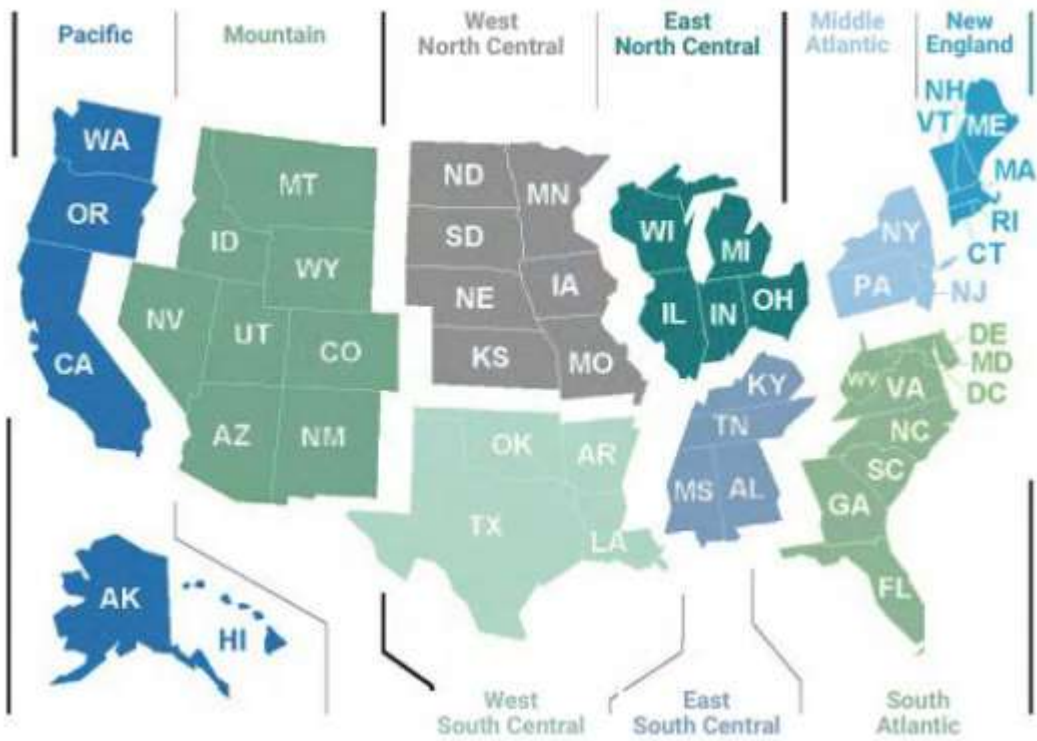 Pacific
Mountain
West
North Central
East
North Central
Middle
Atlantic
New
England
WA
OR
CA
AK
HI
MT
ID
WY
NV
UT
CO
AZ
NM
ND
MN
SD
NE
IA
KS
MO
WI
MI
IL
IN
OH
NH
VT
ME
MA
RI
CT
NY
PA
NJ
OK
AR
TX
LA
KY
TN
MS
AL
DE
MD
DC
WV
VA
NC
SC
GA
FL
West
South Central
East
South Central
South
Atlantic